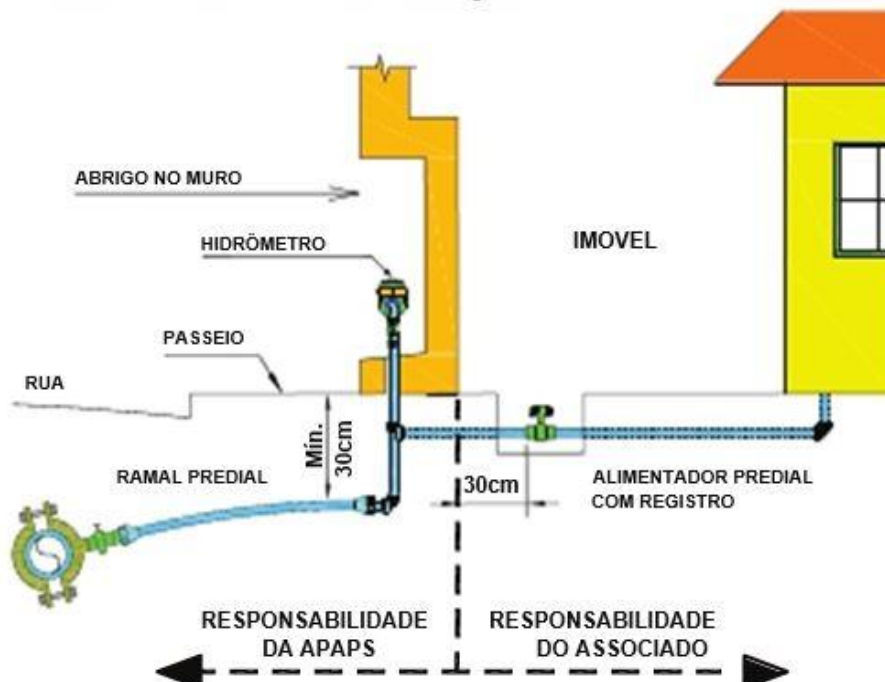 ABRIGO NO MURO
HIDRÔMETRO
IMOVEL
PASSEIO
RUA
Mín.
30cm
RAMAL PREDIAL
30cm
ALIMENTADOR PREDIAL
COM REGISTRO
RESPONSABILIDADE
DA APAPS
RESPONSABILIDADE
DO ASSOCIADO